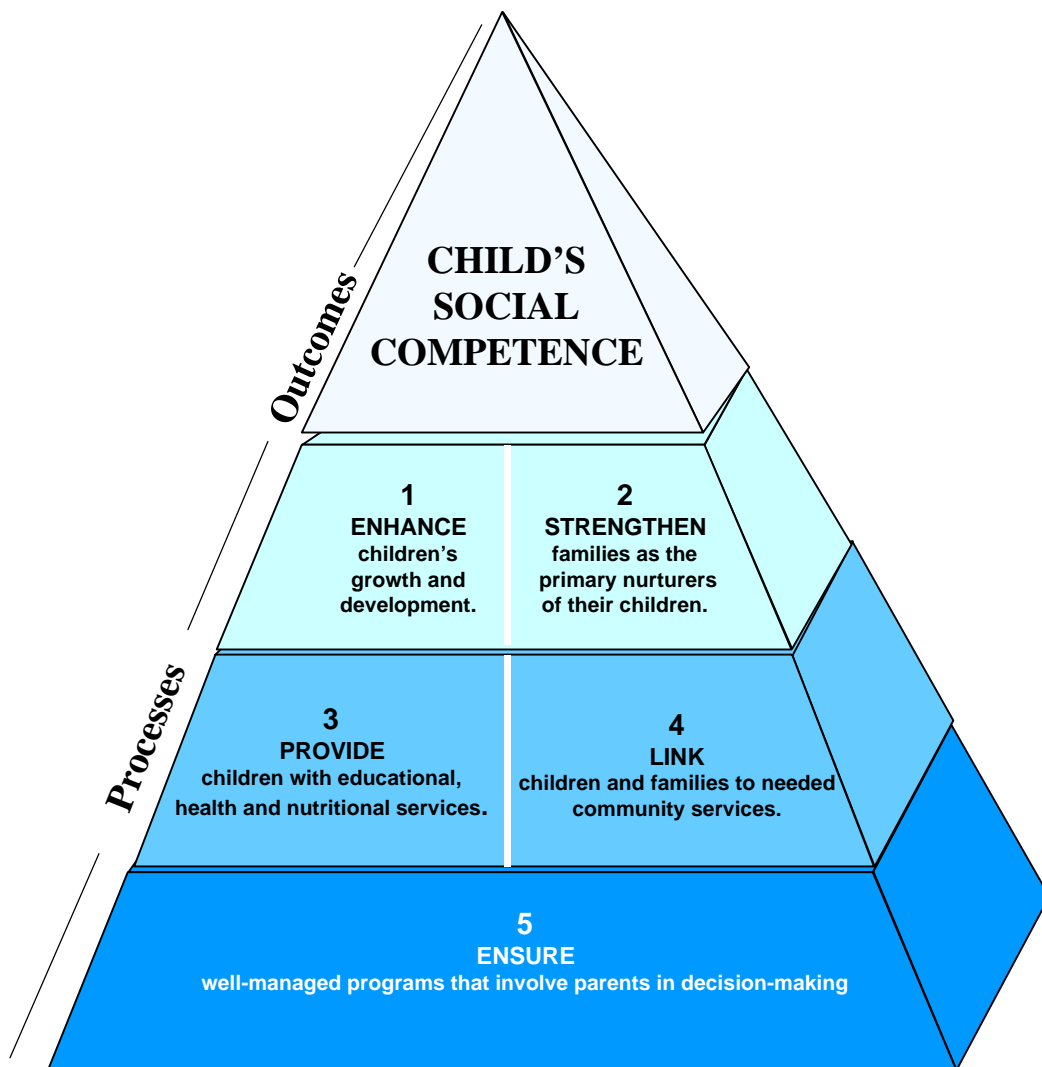 CHILD’S
SOCIAL
COMPETENCE
Outcomes
1
ENHANCE
children’s
growth and
development.
2
STRENGTHEN
families as the
primary nurturers
of their children.
Processes
3
PROVIDE
children with educational,
health and nutritional services.
4
LINK
children and families to needed
community services.
5
ENSURE
well-managed programs that involve parents in decision-making